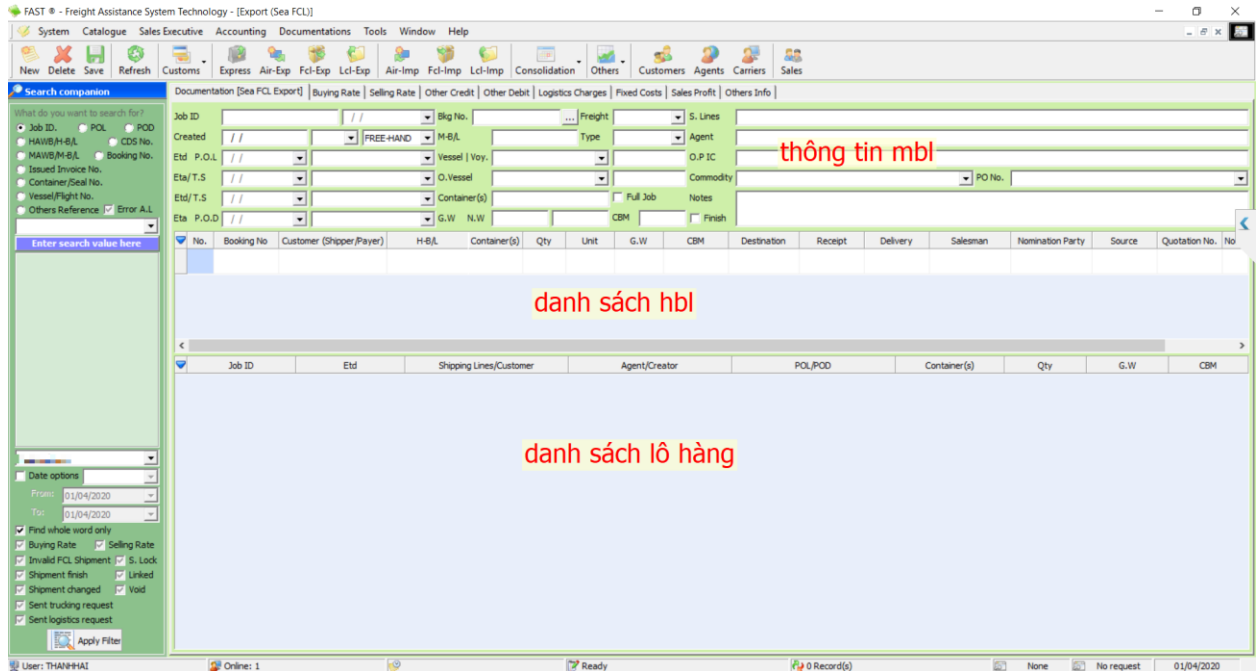 FAST ® - Freight Assistance System Technology - [Export (Sea FCL)]
System Catalogue Sales Executive Accounting Documentations Tools Window Help
New Delete Save Refresh Customs Express Air-Exp Fcl-Exp Lcl-Exp Air-Imp Fcl-Imp Lcl-Imp Consolidation Others Customers Agents Carriers Sales
Search companion
What do you want to search for?
Job ID. POL POD
HAWB/H-B/L CDS No.
MAWB/M-B/L Booking No.
Issued Invoice No.
Container/Seal No.
Vessel/Flight No.
Others Reference Error A.L
Enter search value here
Date options
From: 01/04/2020
To: 01/04/2020
Find whole word only
Buying Rate Selling Rate
Invalid FCL Shipment S. Lock
Shipment finish Linked
Shipment changed Void
Sent trucking request
Sent logistics request
Apply Filter
Documentation [Sea FCL Export] Buying Rate Selling Rate Other Credit Other Debit Logistics Charges Fixed Costs Sales Profit Others Info
Job ID / / Bkg No. ... Freight S. Lines
Created / / FREE-HAND M-B/L Type Agent
thông tin mbl
Etd P.O.L / / Vessel | Voy. O.P IC
Eta/T.S / / O.Vessel Commodity PO No.
Etd/T.S / / Container(s) Full Job Notes
Eta P.O.D / / G.W N.W CBM Finish
No. Booking No Customer (Shipper/Payer) H-B/L Container(s) Qty Unit G.W CBM Destination Receipt Delivery Salesman Nomination Party Source Quotation No. No
danh sách hbl
Job ID Etd Shipping Lines/Customer Agent/Creator POL/POD Container(s) Qty G.W CBM
danh sách lô hàng
User: THANHHAI Online: 1 Ready 0 Record(s) None No request 01/04/2020